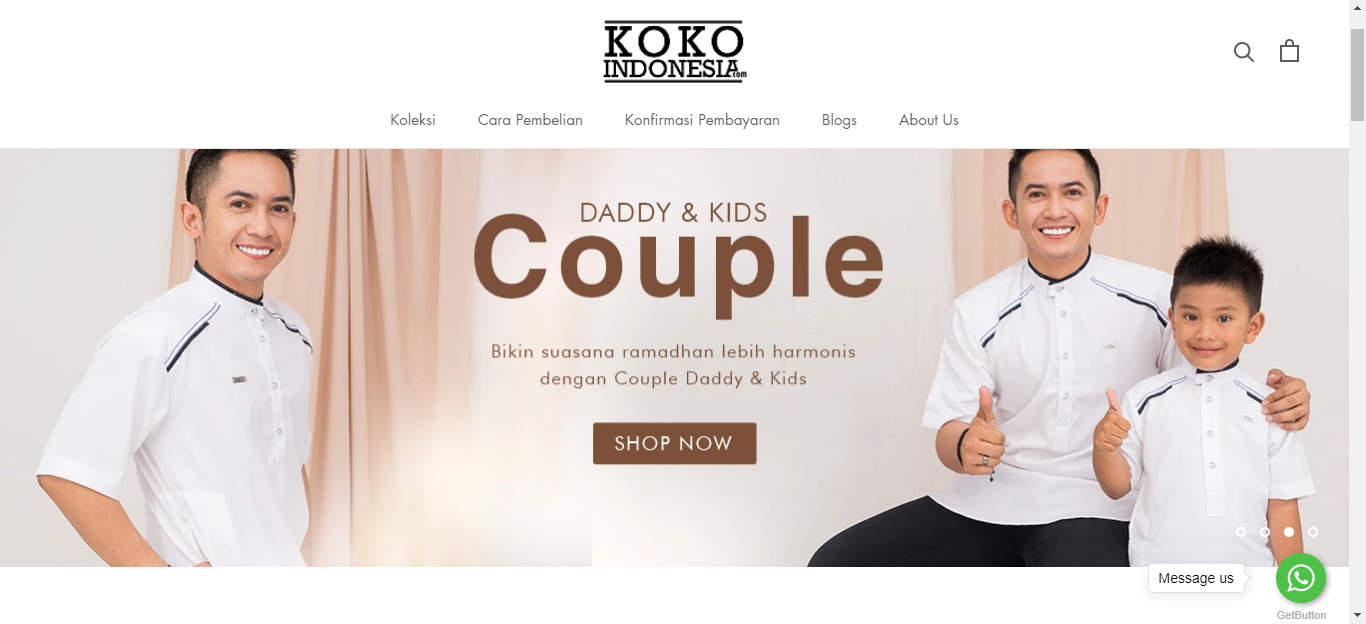 KOKO
INDONESIA.com
Koleksi
Cara Pembelian
Konfirmasi Pembayaran
Blogs
About Us
DADDY & KIDS
Couple
Bikin suasana ramadhan lebih harmonis
dengan Couple Daddy & Kids
SHOP NOW
Message us
GetButton